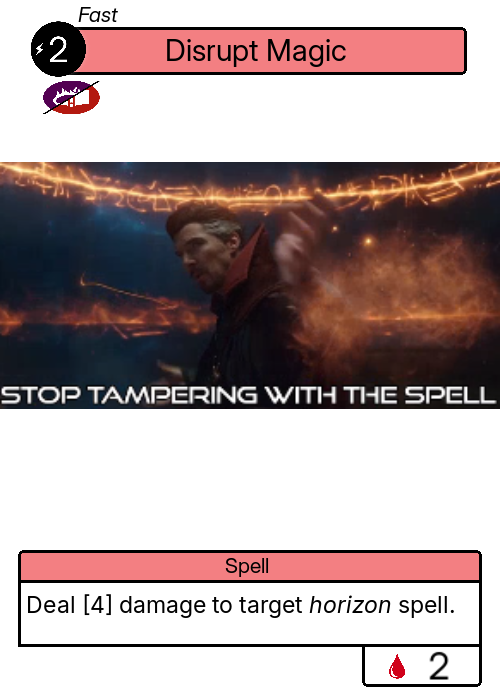 Fast
2
Disrupt Magic
STOP TAMPERING WITH THE SPELL
Spell
Deal [4] damage to target horizon spell.
2